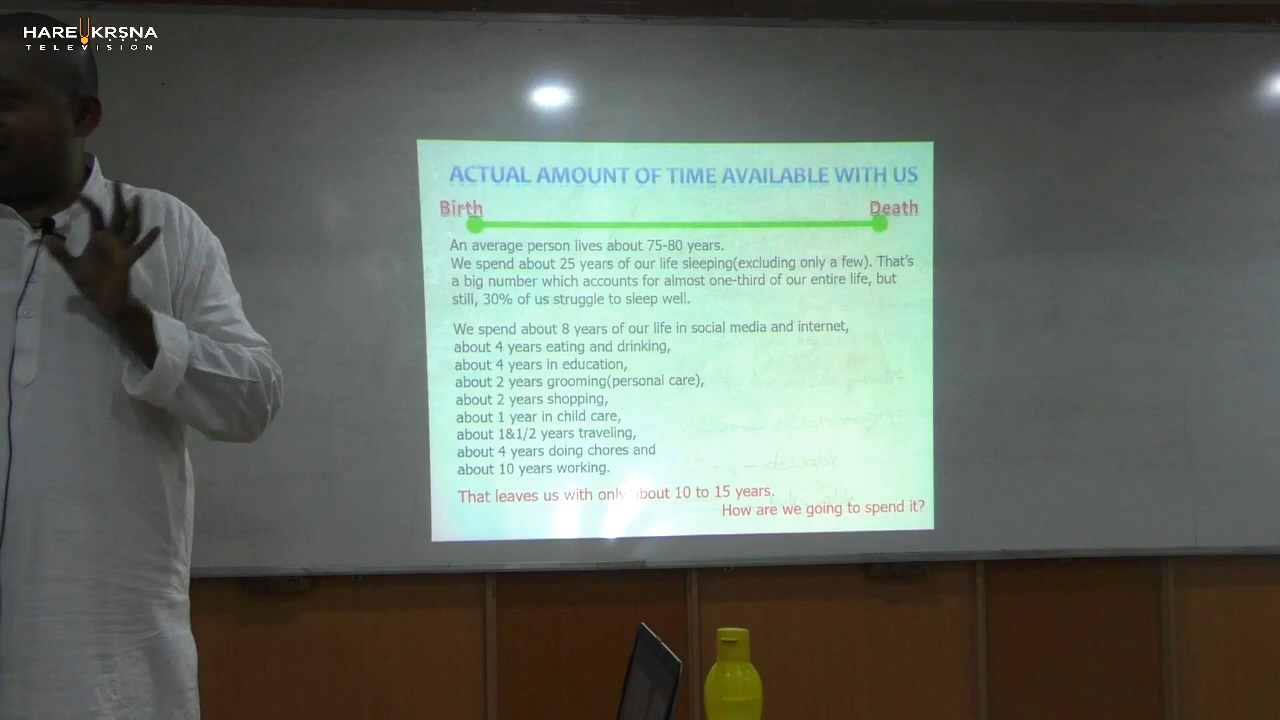 HARE KRSNA
TELEVISION
ACTUAL AMOUNT OF TIME AVAILABLE WITH US
Birth
Death
An average person lives about 75-80 years.
We spend about 25 years of our life sleeping(excluding only a few). That's
a big number which accounts for almost one-third of our entire life, but
still, 30% of us struggle to sleep well.
We spend about 8 years of our life in social media and internet,
about 4 years eating and drinking,
about 4 years in education,
about 2 years grooming(personal care),
about 2 years shopping,
about 1 year in child care,
about 1&1/2 years traveling,
about 4 years doing chores and
- desirable
about 10 years working.
That leaves us with only about 10 to 15 years.
How are we going to spend it?